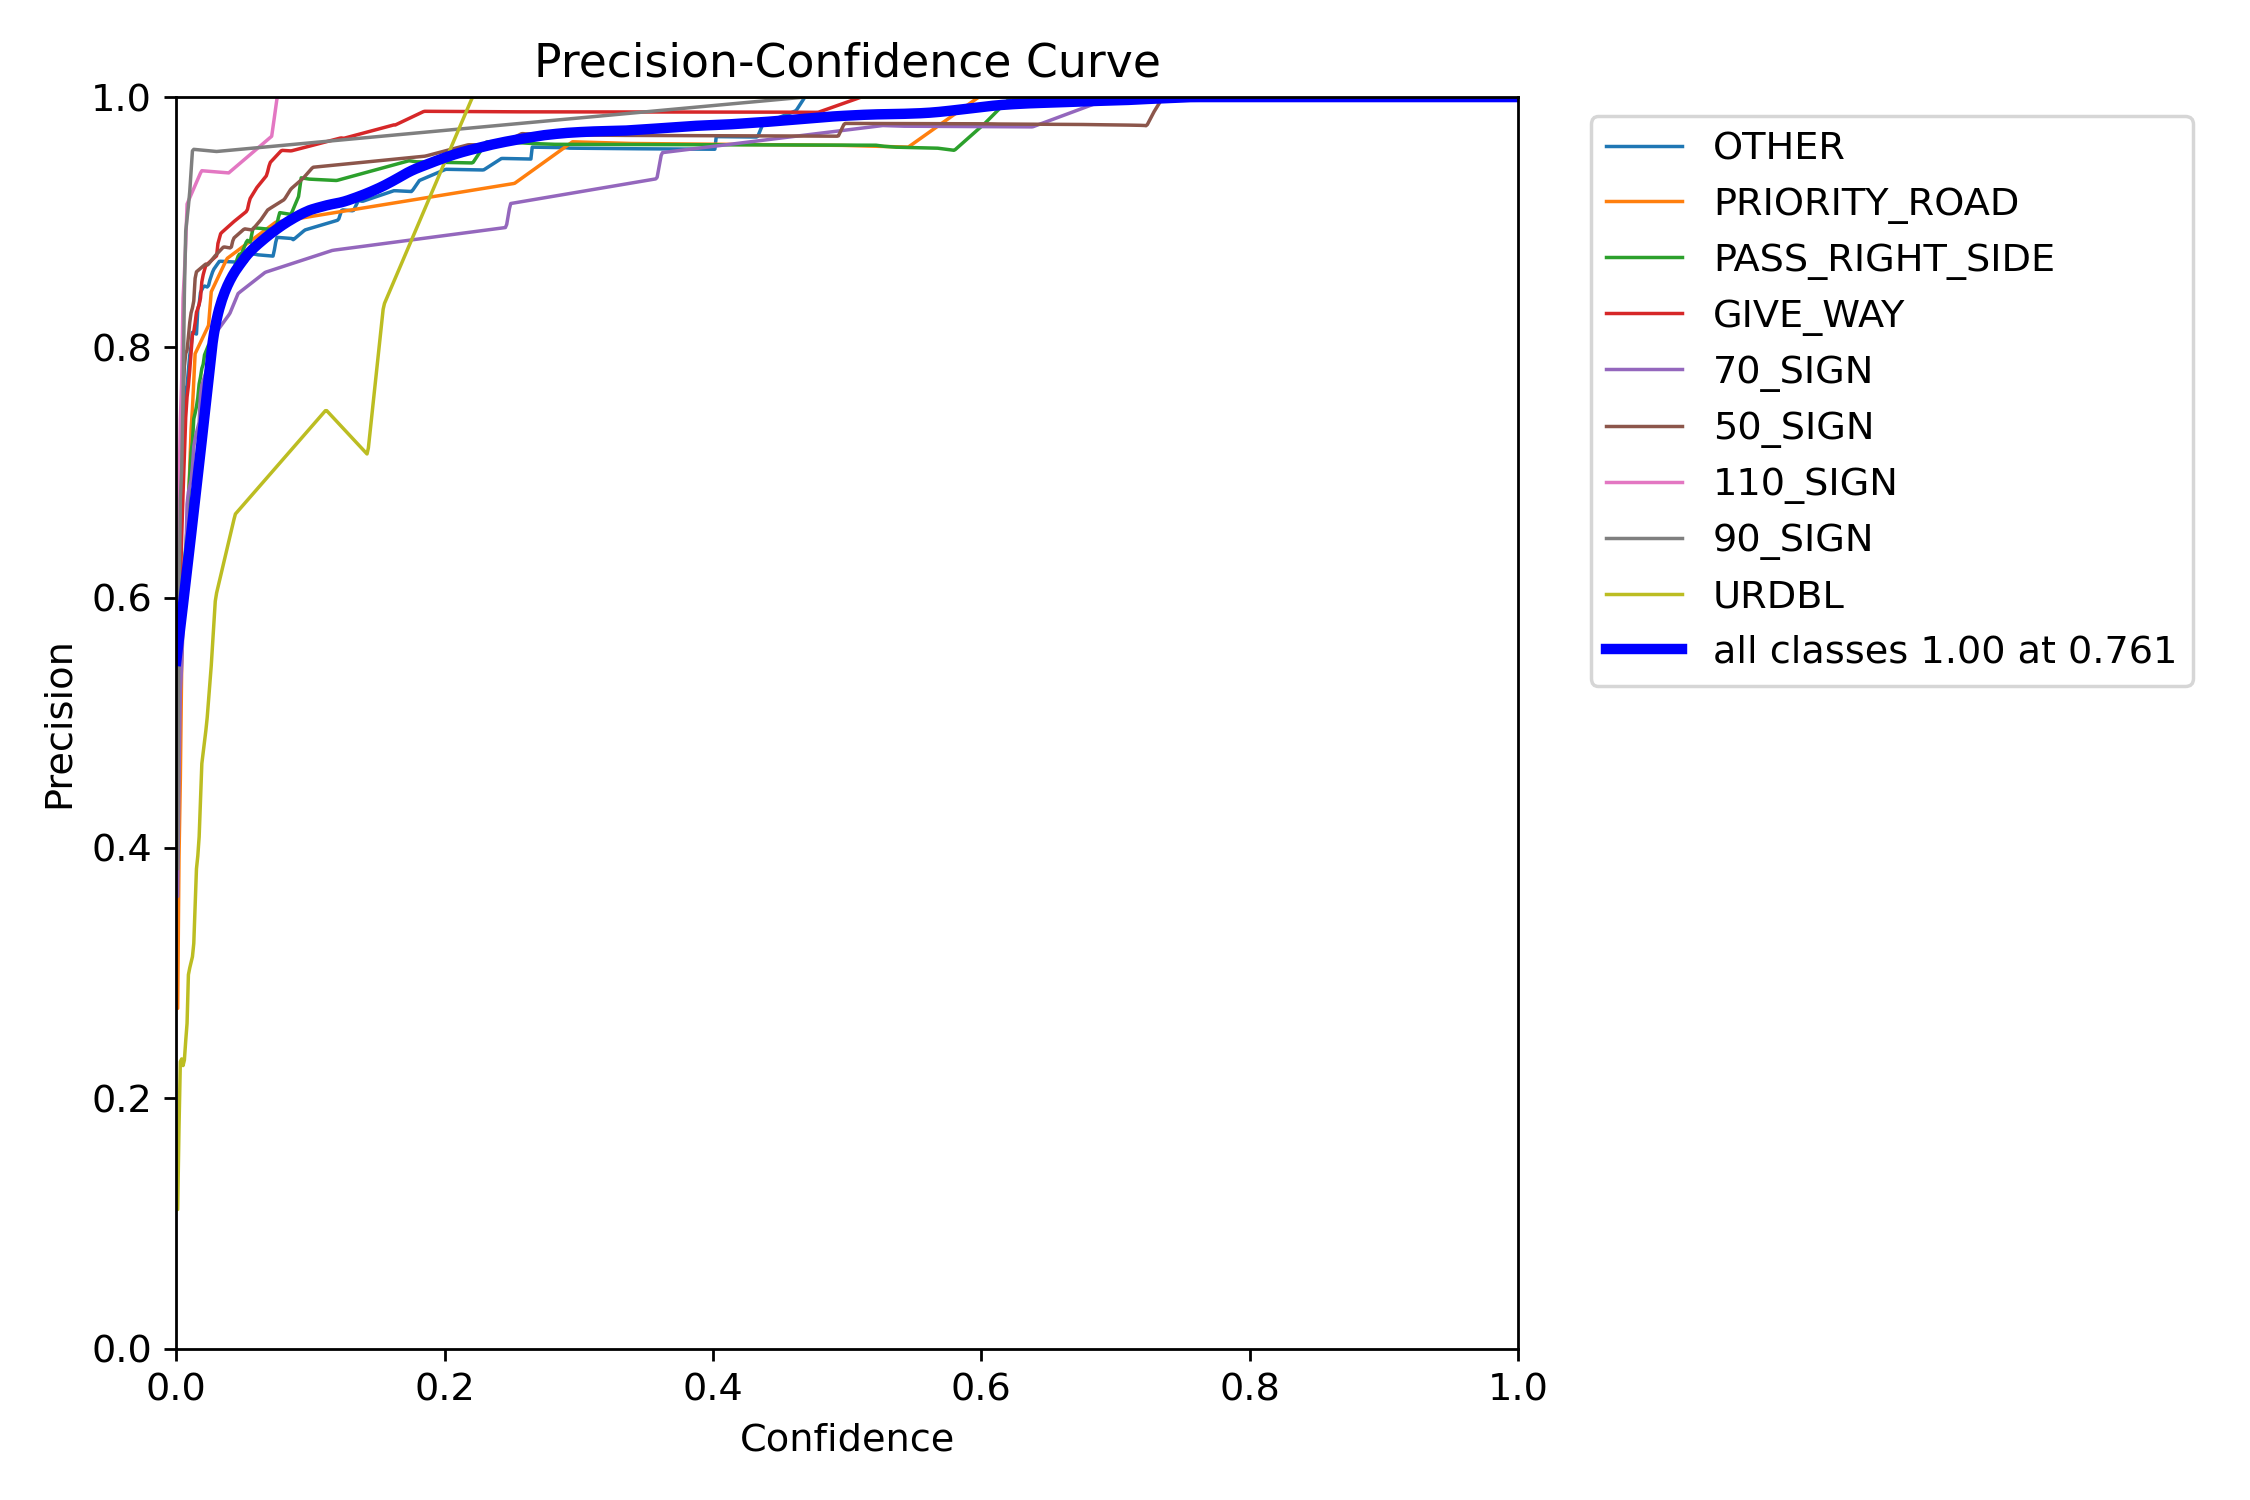 Precision-Confidence Curve
1.0
0.8
0.6
0.4
0.2
0.0
Precision
0.0 0.2 0.4 0.6 0.8 1.0
Confidence
OTHER
PRIORITY_ROAD
PASS_RIGHT_SIDE
GIVE_WAY
70_SIGN
50_SIGN
110_SIGN
90_SIGN
URDBL
all classes 1.00 at 0.761